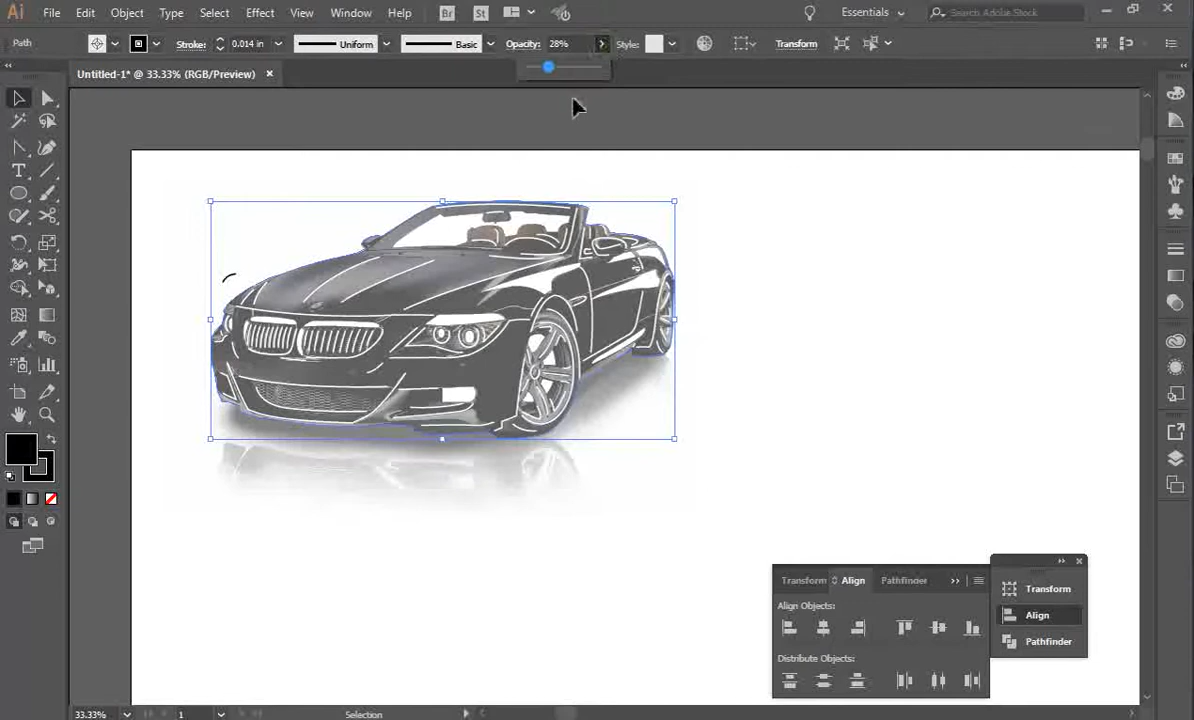 Ai File Edit Object Type Select Effect View Window Help Br St Essentials Search Adobe Stock
Path Stroke: 0.014 in Uniform Basic Opacity: 28% Style: Transform
Untitled-1* @ 33.33% (RGB/Preview)
Transform Align Pathfinder
Align Objects:
Distribute Objects:
Transform
Align
Pathfinder
33.33% 1 Selection